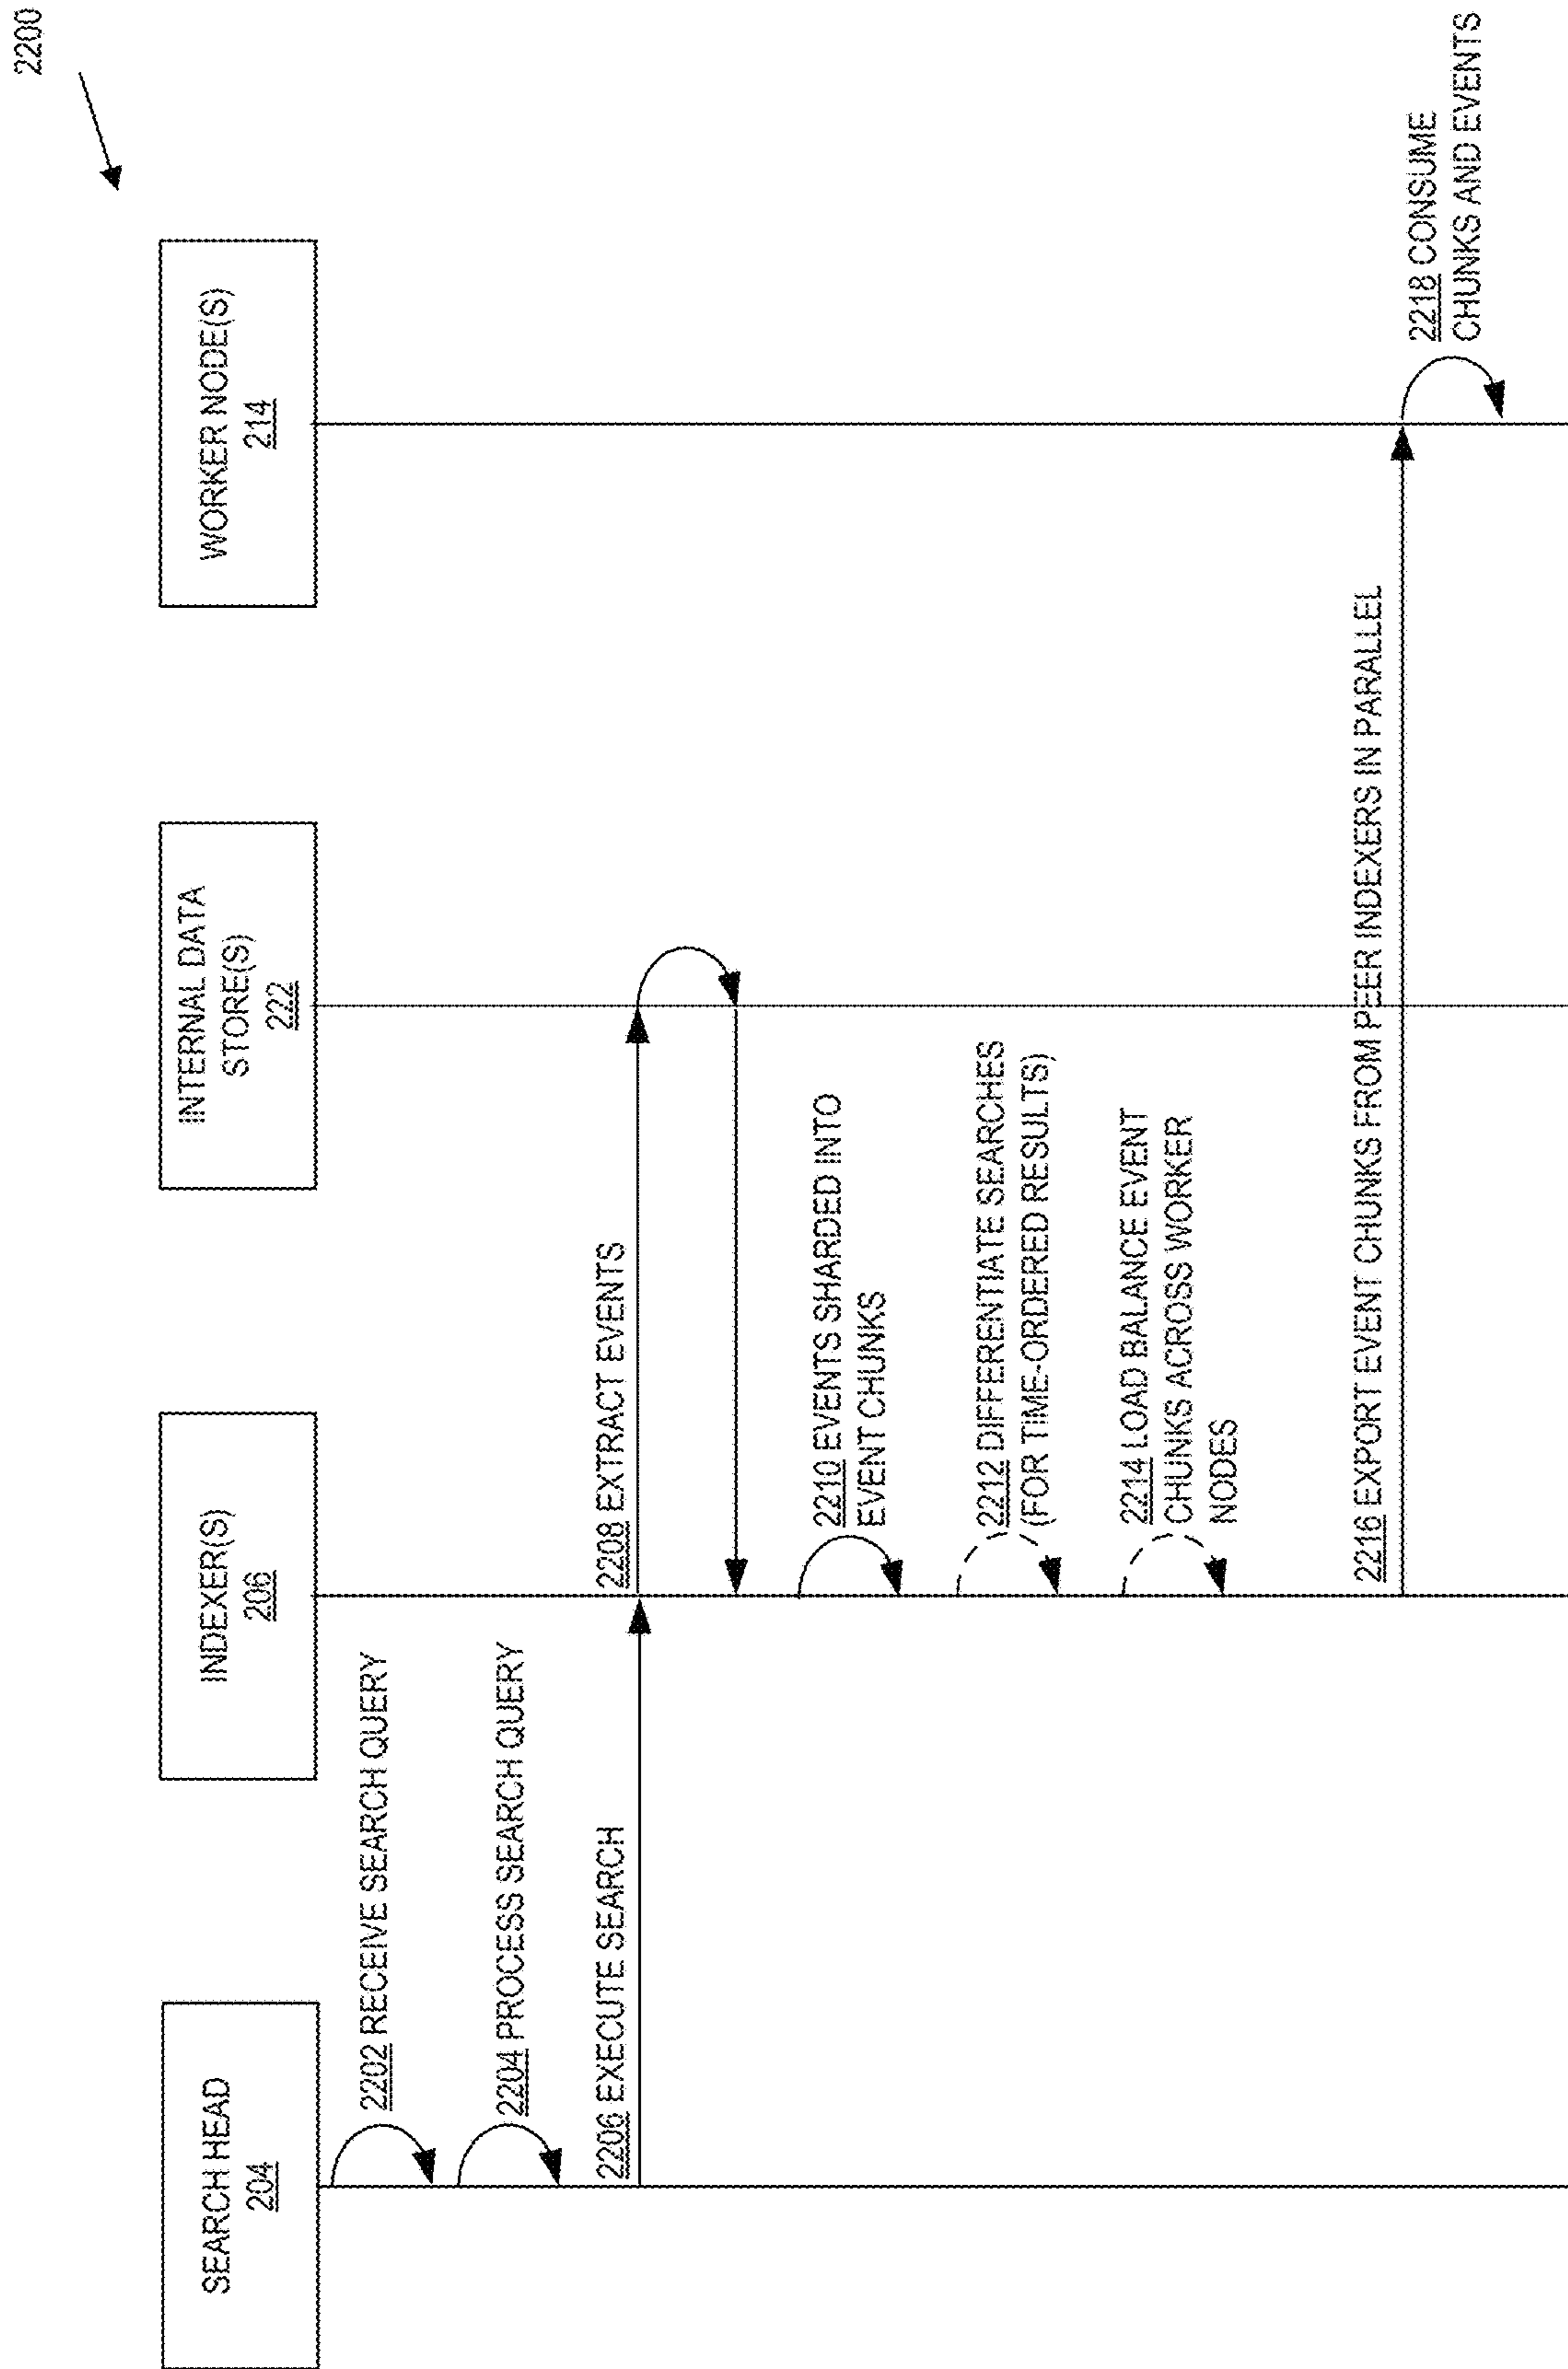 2200
SEARCH HEAD
204
INDEXER(S)
206
INTERNAL DATA
STORE(S)
222
WORKER NODE(S)
214
2202 RECEIVE SEARCH QUERY
2204 PROCESS SEARCH QUERY
2206 EXECUTE SEARCH
2208 EXTRACT EVENTS
2210 EVENTS SHARDED INTO
EVENT CHUNKS
2212 DIFFERENTIATE SEARCHES
(FOR TIME-ORDERED RESULTS)
2214 LOAD BALANCE EVENT
CHUNKS ACROSS WORKER
NODES
2216 EXPORT EVENT CHUNKS FROM PEER INDEXERS IN PARALLEL
2218 CONSUME
CHUNKS AND EVENTS